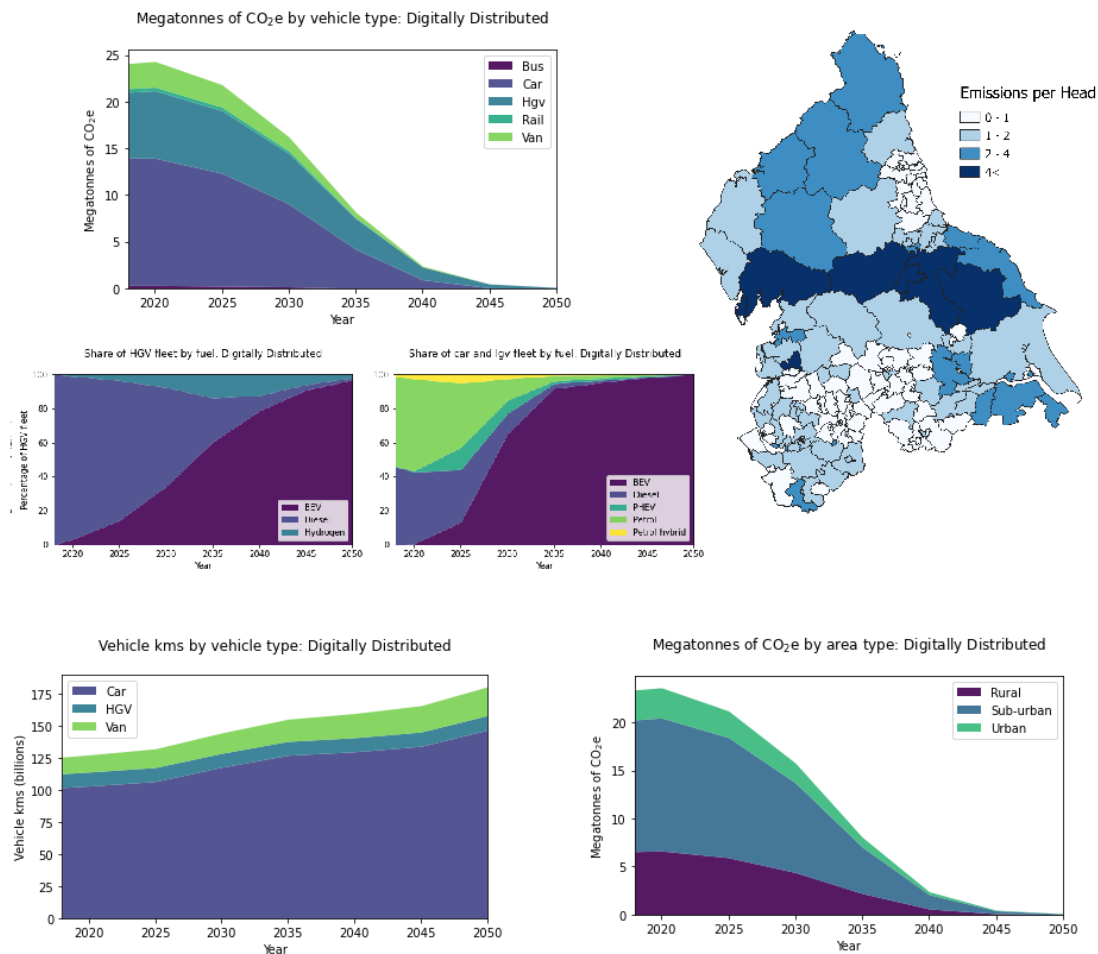 Megatonnes of CO₂e by vehicle type: Digitally Distributed
25
20
15
10
5
0
Megatonnes of CO₂e
Bus
Car
Hgv
Rail
Van
2020 2025 2030 2035 2040 2045 2050
Year
Emissions per Head
0 - 1
1 - 2
2 - 4
4<
Share of HGV fleet by fuel. Digitally Distributed
100
80
60
40
20
0
Percentage of HGV fleet
BEV
Diesel
Hydrogen
2020 2025 2030 2035 2040 2045 2050
Year
Share of car and lgv fleet by fuel. Digitally Distributed
100
80
60
40
20
0
BEV
Diesel
PHEV
Petrol
Petrol hybrid
2020 2025 2030 2035 2040 2045 2050
Year
Vehicle kms by vehicle type: Digitally Distributed
175
150
125
100
75
50
25
0
Vehicle kms (billions)
Car
HGV
Van
2020 2025 2030 2035 2040 2045 2050
Year
Megatonnes of CO₂e by area type: Digitally Distributed
20
15
10
5
0
Megatonnes of CO₂e
Rural
Sub-urban
Urban
2020 2025 2030 2035 2040 2045 2050
Year